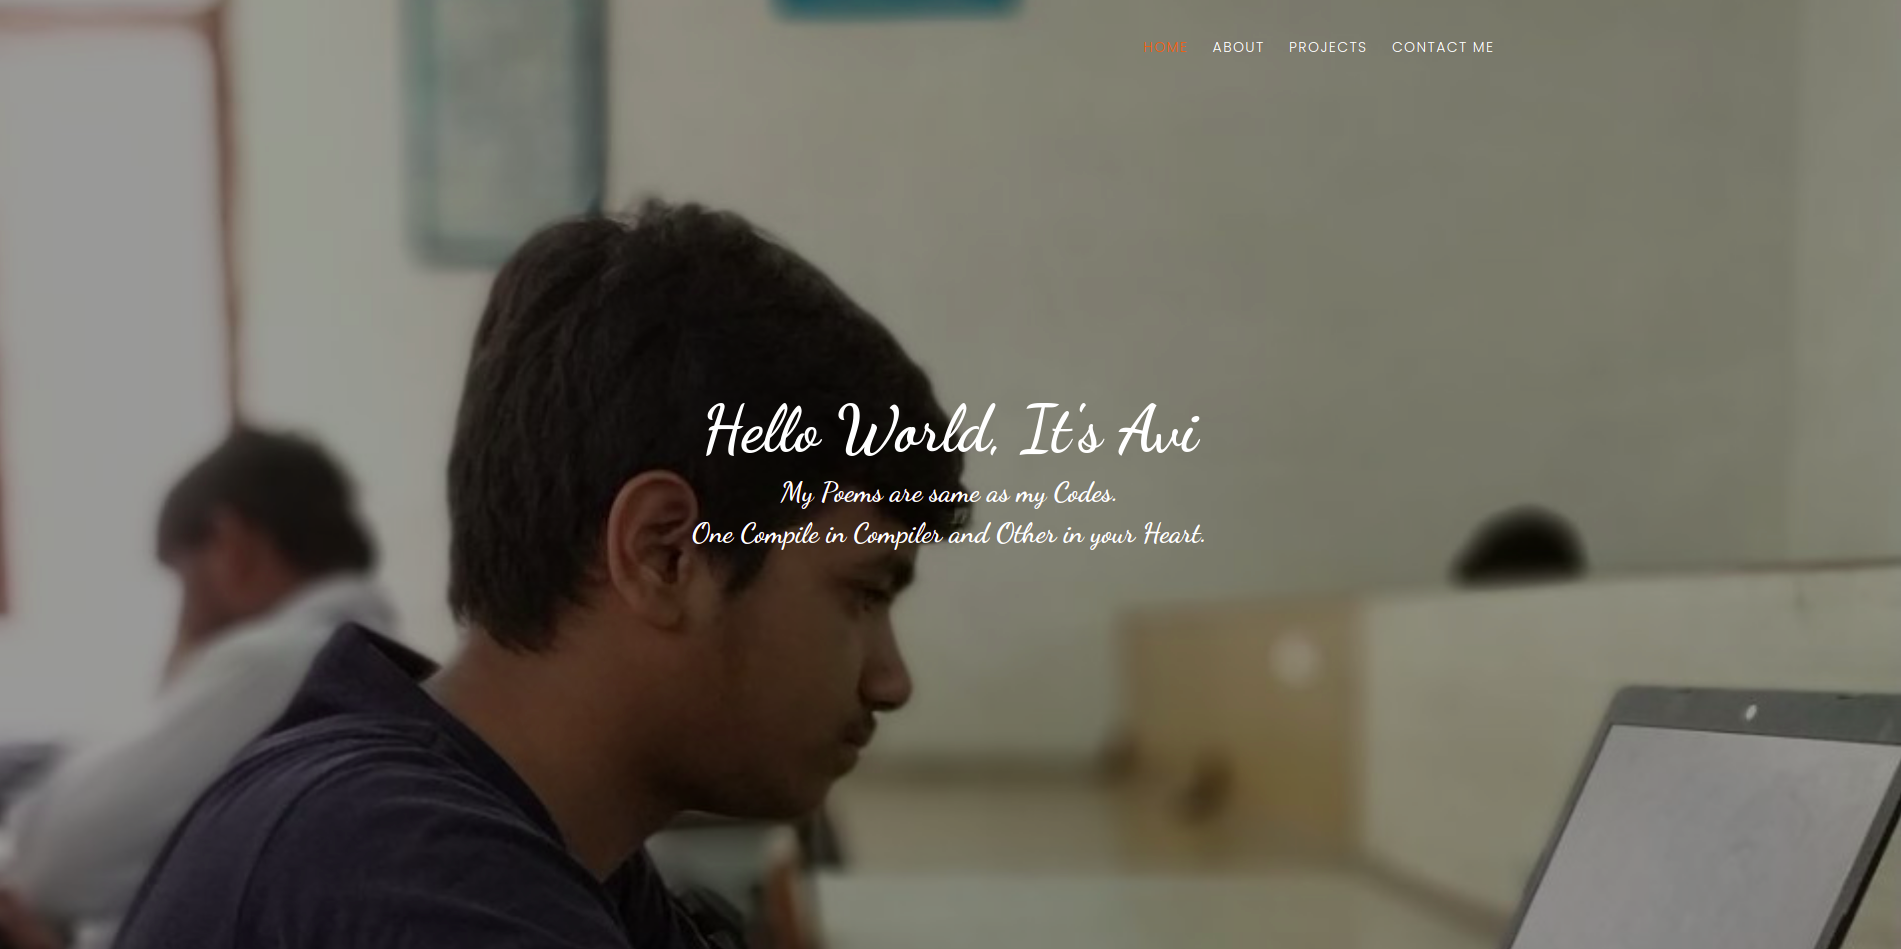 HOME ABOUT PROJECTS CONTACT ME
Hello World, It's Avi
My Poems are same as my Codes.
One Compile in Compiler and Other in your Heart.